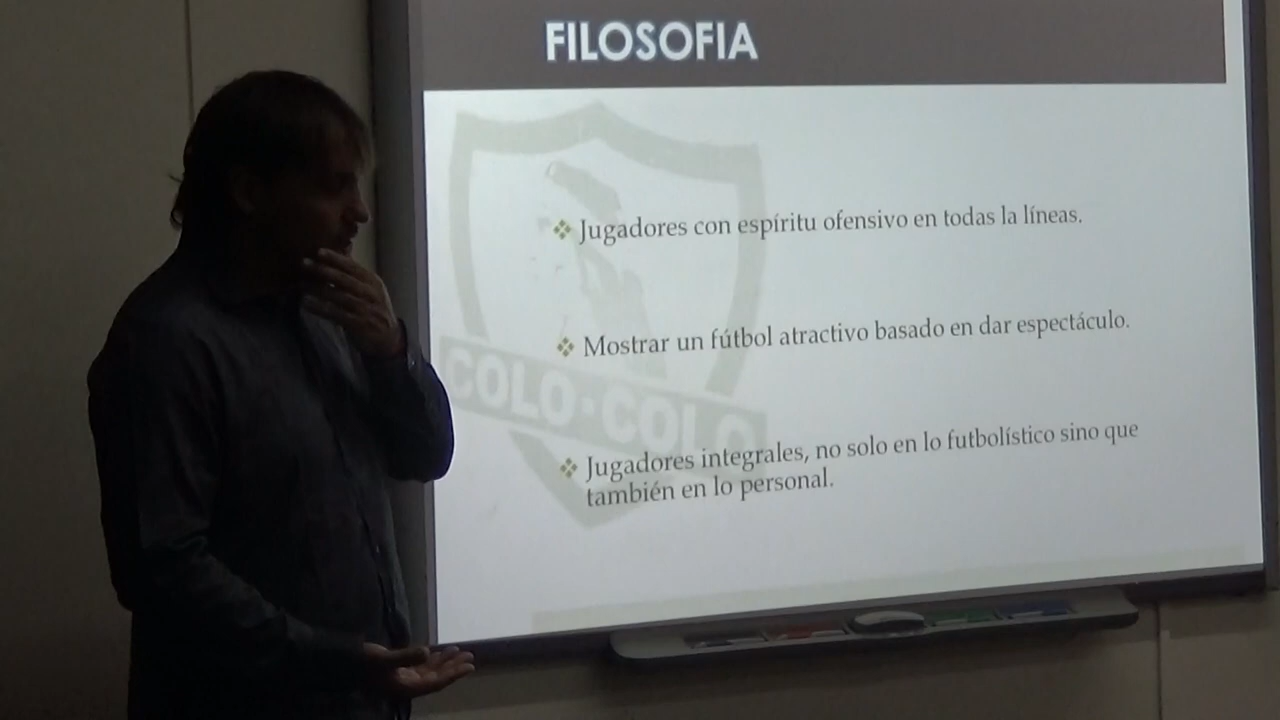 FILOSOFIA
Jugadores con espíritu ofensivo en todas la líneas.
Mostrar un fútbol atractivo basado en dar espectáculo.
COLO-COLO
Jugadores integrales, no solo en lo futbolístico sino que
también en lo personal.